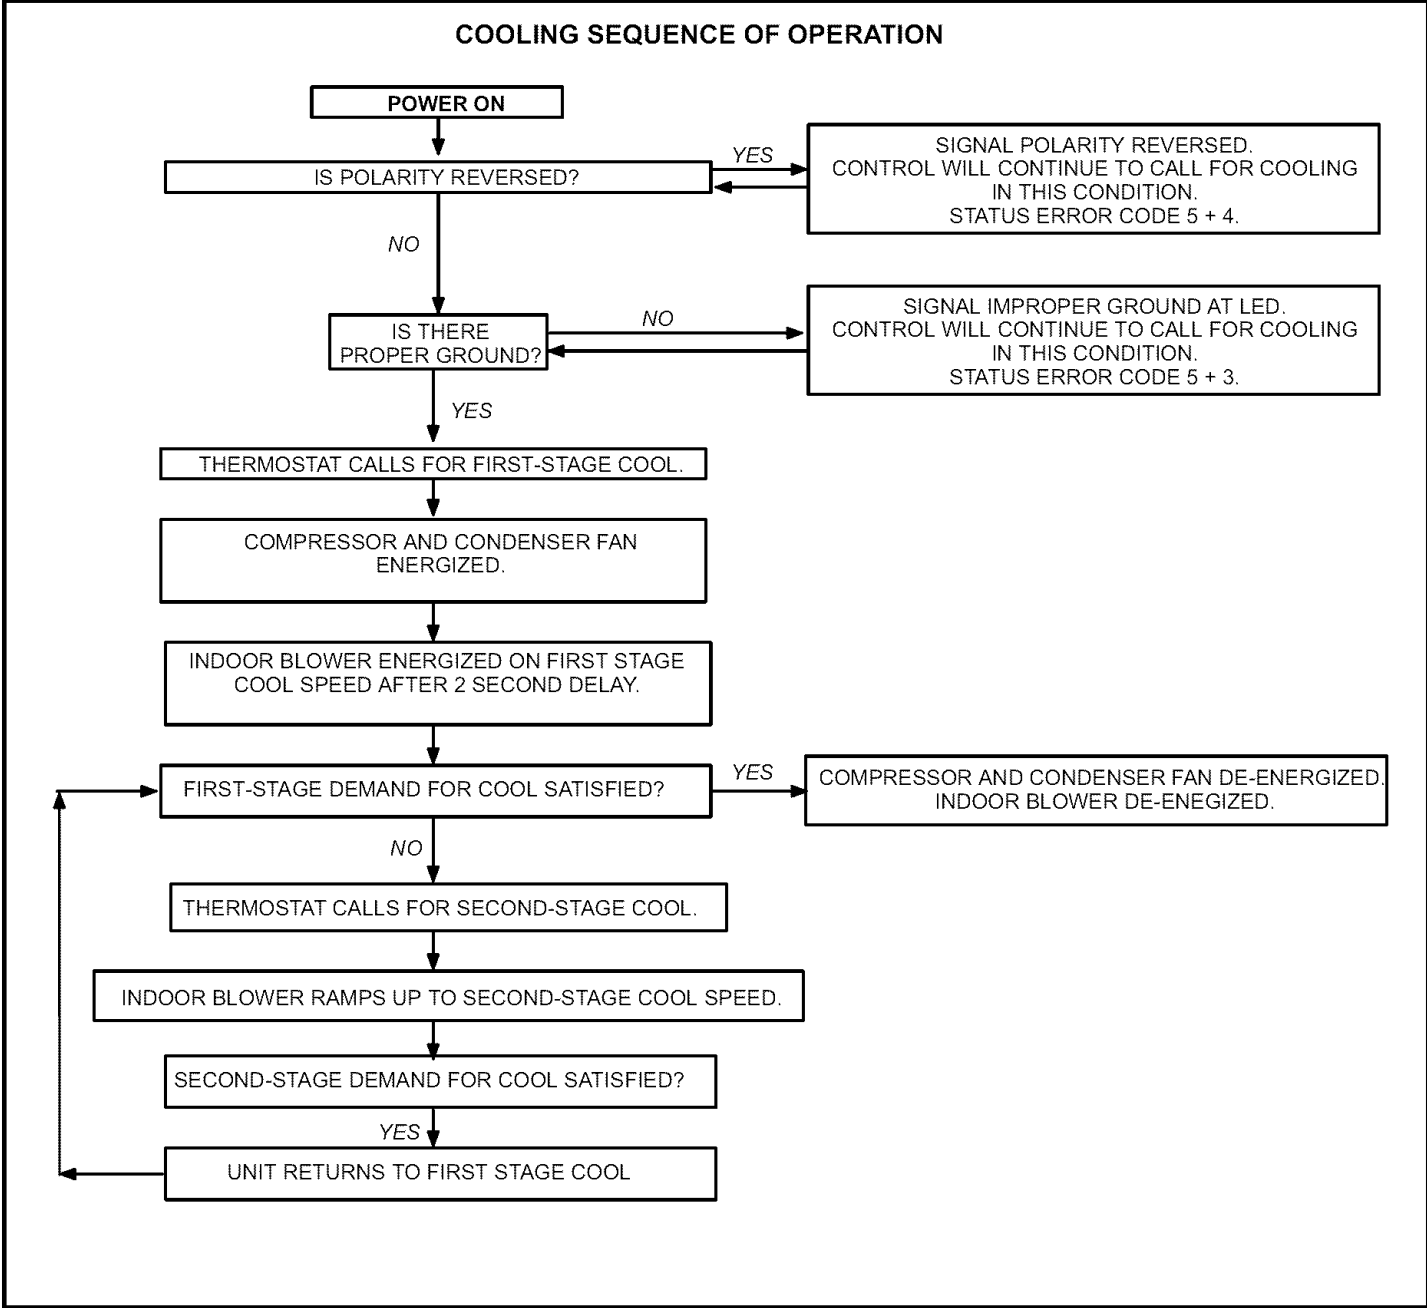 COOLING SEQUENCE OF OPERATION
POWER ON
IS POLARITY REVERSED?
YES
SIGNAL POLARITY REVERSED.
CONTROL WILL CONTINUE TO CALL FOR COOLING
IN THIS CONDITION.
STATUS ERROR CODE 5 + 4.
NO
IS THERE
PROPER GROUND?
NO
SIGNAL IMPROPER GROUND AT LED.
CONTROL WILL CONTINUE TO CALL FOR COOLING
IN THIS CONDITION.
STATUS ERROR CODE 5 + 3.
YES
THERMOSTAT CALLS FOR FIRST-STAGE COOL.
COMPRESSOR AND CONDENSER FAN
ENERGIZED.
INDOOR BLOWER ENERGIZED ON FIRST STAGE
COOL SPEED AFTER 2 SECOND DELAY.
FIRST-STAGE DEMAND FOR COOL SATISFIED?
YES
COMPRESSOR AND CONDENSER FAN DE-ENERGIZED.
INDOOR BLOWER DE-ENEGIZED.
NO
THERMOSTAT CALLS FOR SECOND-STAGE COOL.
INDOOR BLOWER RAMPS UP TO SECOND-STAGE COOL SPEED.
SECOND-STAGE DEMAND FOR COOL SATISFIED?
YES
UNIT RETURNS TO FIRST STAGE COOL